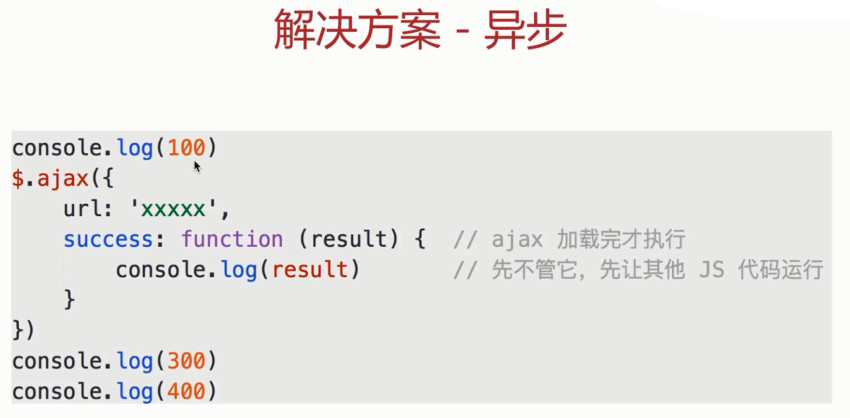 解决方案 - 异步
console.log(100)
$.ajax({
    url: 'xxxxx',
    success: function (result) {  // ajax 加载完才执行
        console.log(result)       // 先不管它，先让其他 JS 代码运行
    }
})
console.log(300)
console.log(400)